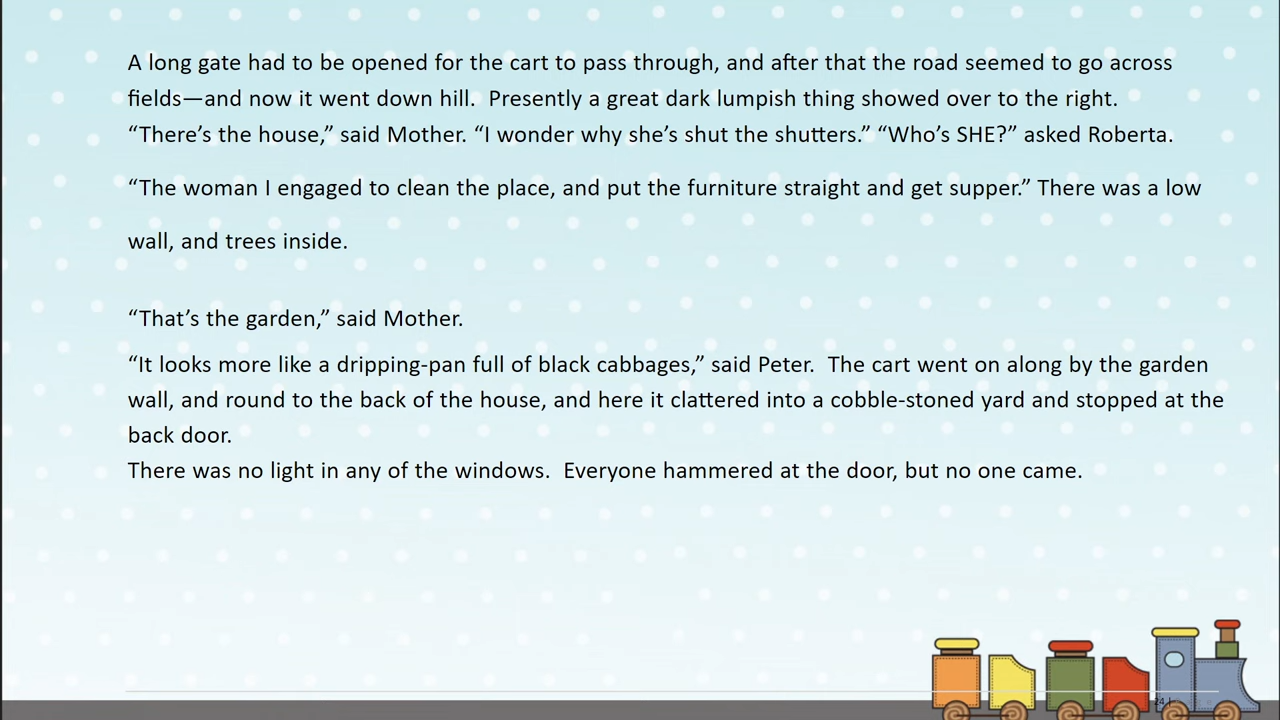 A long gate had to be opened for the cart to pass through, and after that the road seemed to go across
fields—and now it went down hill.  Presently a great dark lumpish thing showed over to the right.
“There’s the house,” said Mother. “I wonder why she’s shut the shutters.” “Who’s SHE?” asked Roberta.
“The woman I engaged to clean the place, and put the furniture straight and get supper.” There was a low
wall, and trees inside.
“That’s the garden,” said Mother.
“It looks more like a dripping-pan full of black cabbages,” said Peter.  The cart went on along by the garden
wall, and round to the back of the house, and here it clattered into a cobble-stoned yard and stopped at the
back door.
There was no light in any of the windows.  Everyone hammered at the door, but no one came.
24 |